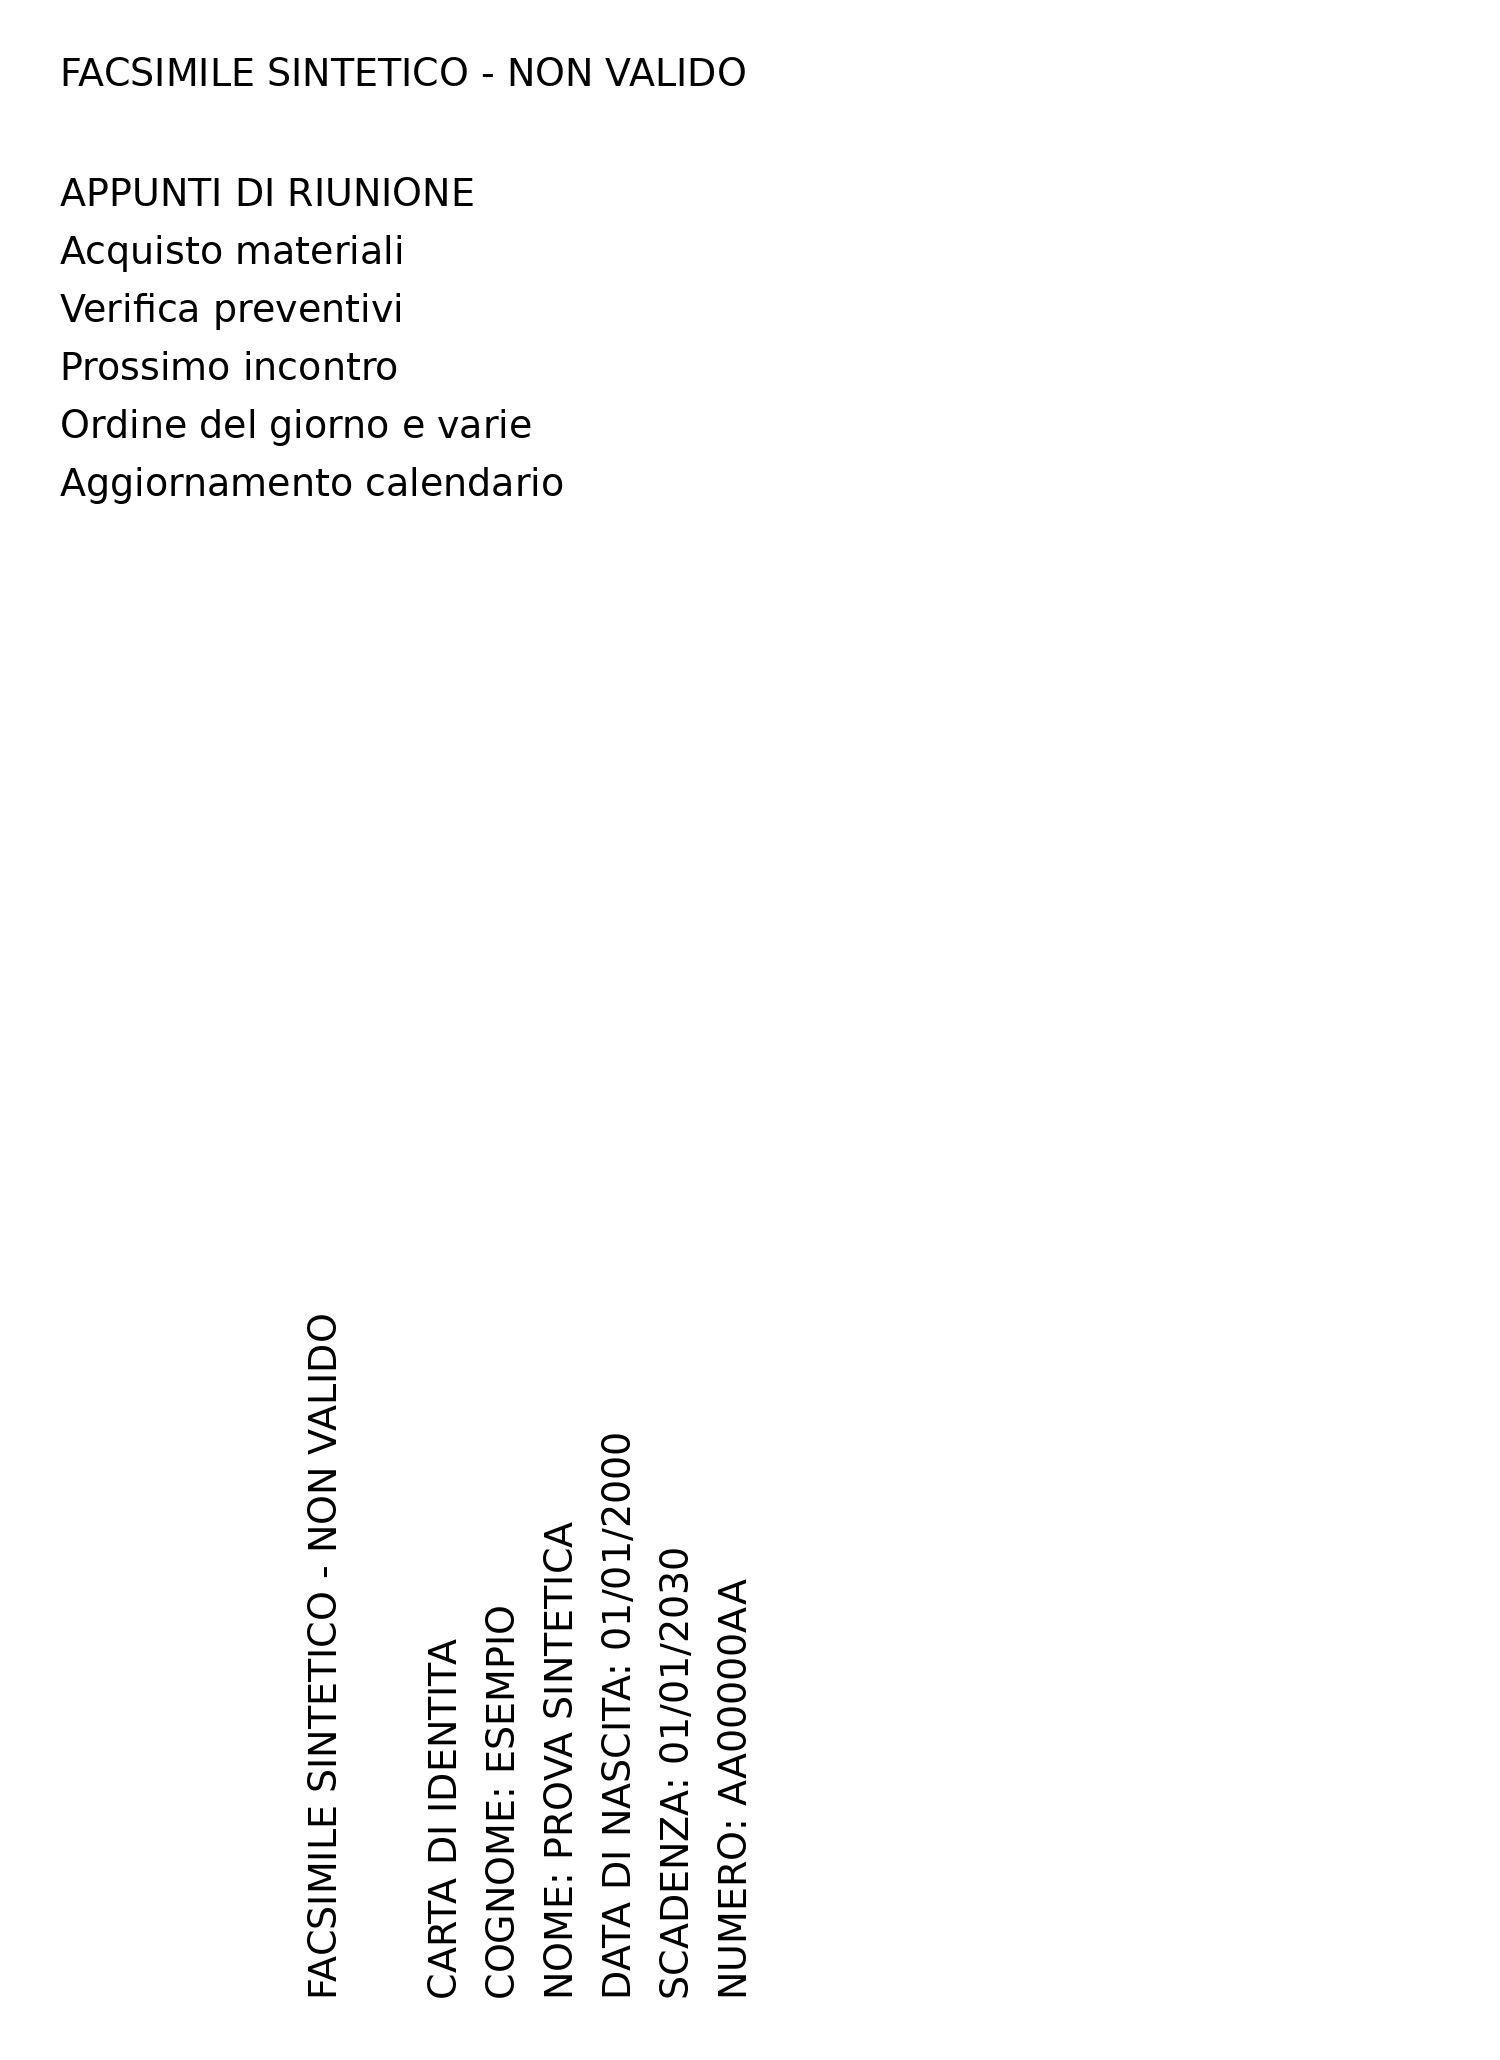 FACSIMILE SINTETICO - NON VALIDO
APPUNTI DI RIUNIONE
Acquisto materiali
Verifica preventivi
Prossimo incontro
Ordine del giorno e varie
Aggiornamento calendario
FACSIMILE SINTETICO - NON VALIDO
CARTA DI IDENTITA
COGNOME: ESEMPIO
NOME: PROVA SINTETICA
DATA DI NASCITA: 01/01/2000
SCADENZA: 01/01/2030
NUMERO: AA00000AA